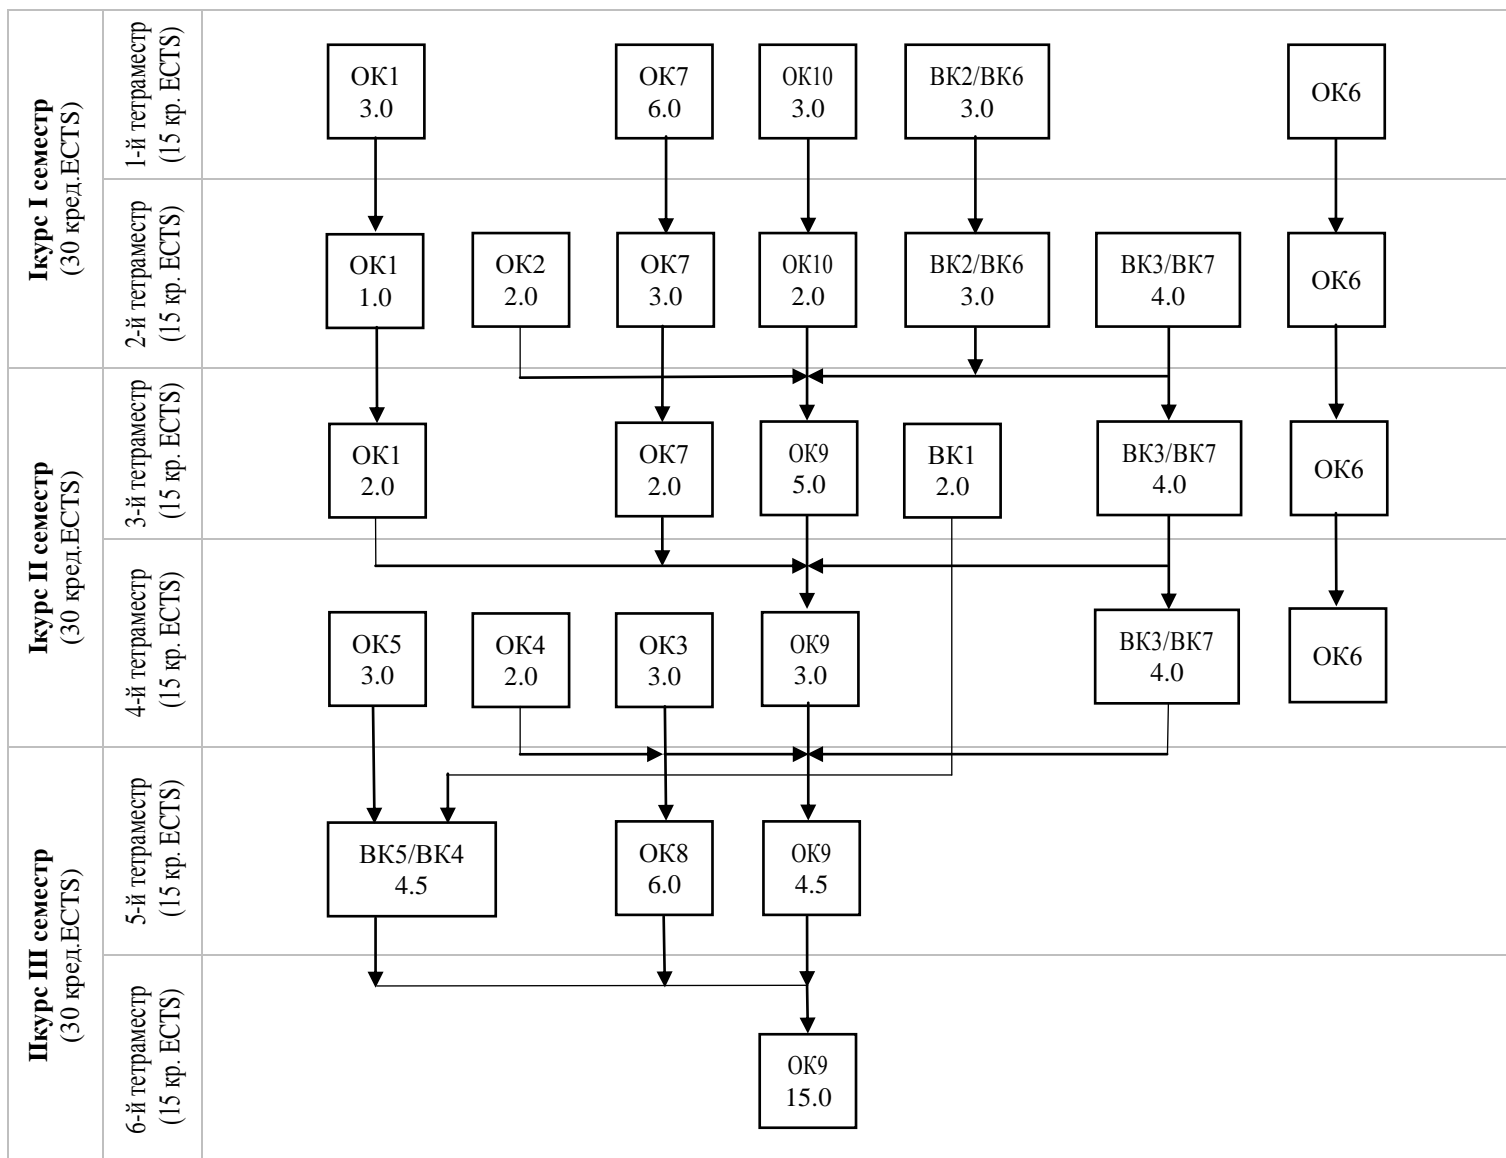 Iкурс I семестр
(30 кред.ECTS)
1-й тетраместр
(15 кр. ECTS)
ОК1
3.0
ОК7
6.0
ОК10
3.0
ВК2/ВК6
3.0
ОК6
2-й тетраместр
(15 кр. ECTS)
ОК1
1.0
ОК2
2.0
ОК7
3.0
ОК10
2.0
ВК2/ВК6
3.0
ВК3/ВК7
4.0
ОК6
Iкурс II семестр
(30 кред.ECTS)
3-й тетраместр
(15 кр. ECTS)
ОК1
2.0
ОК7
2.0
ОК9
5.0
ВК1
2.0
ВК3/ВК7
4.0
ОК6
4-й тетраместр
(15 кр. ECTS)
ОК5
3.0
ОК4
2.0
ОК3
3.0
ОК9
3.0
ВК3/ВК7
4.0
ОК6
IIкурс III семестр
(30 кред.ECTS)
5-й тетраместр
(15 кр. ECTS)
ВК5/ВК4
4.5
ОК8
6.0
ОК9
4.5
6-й тетраместр
(15 кр. ECTS)
ОК9
15.0